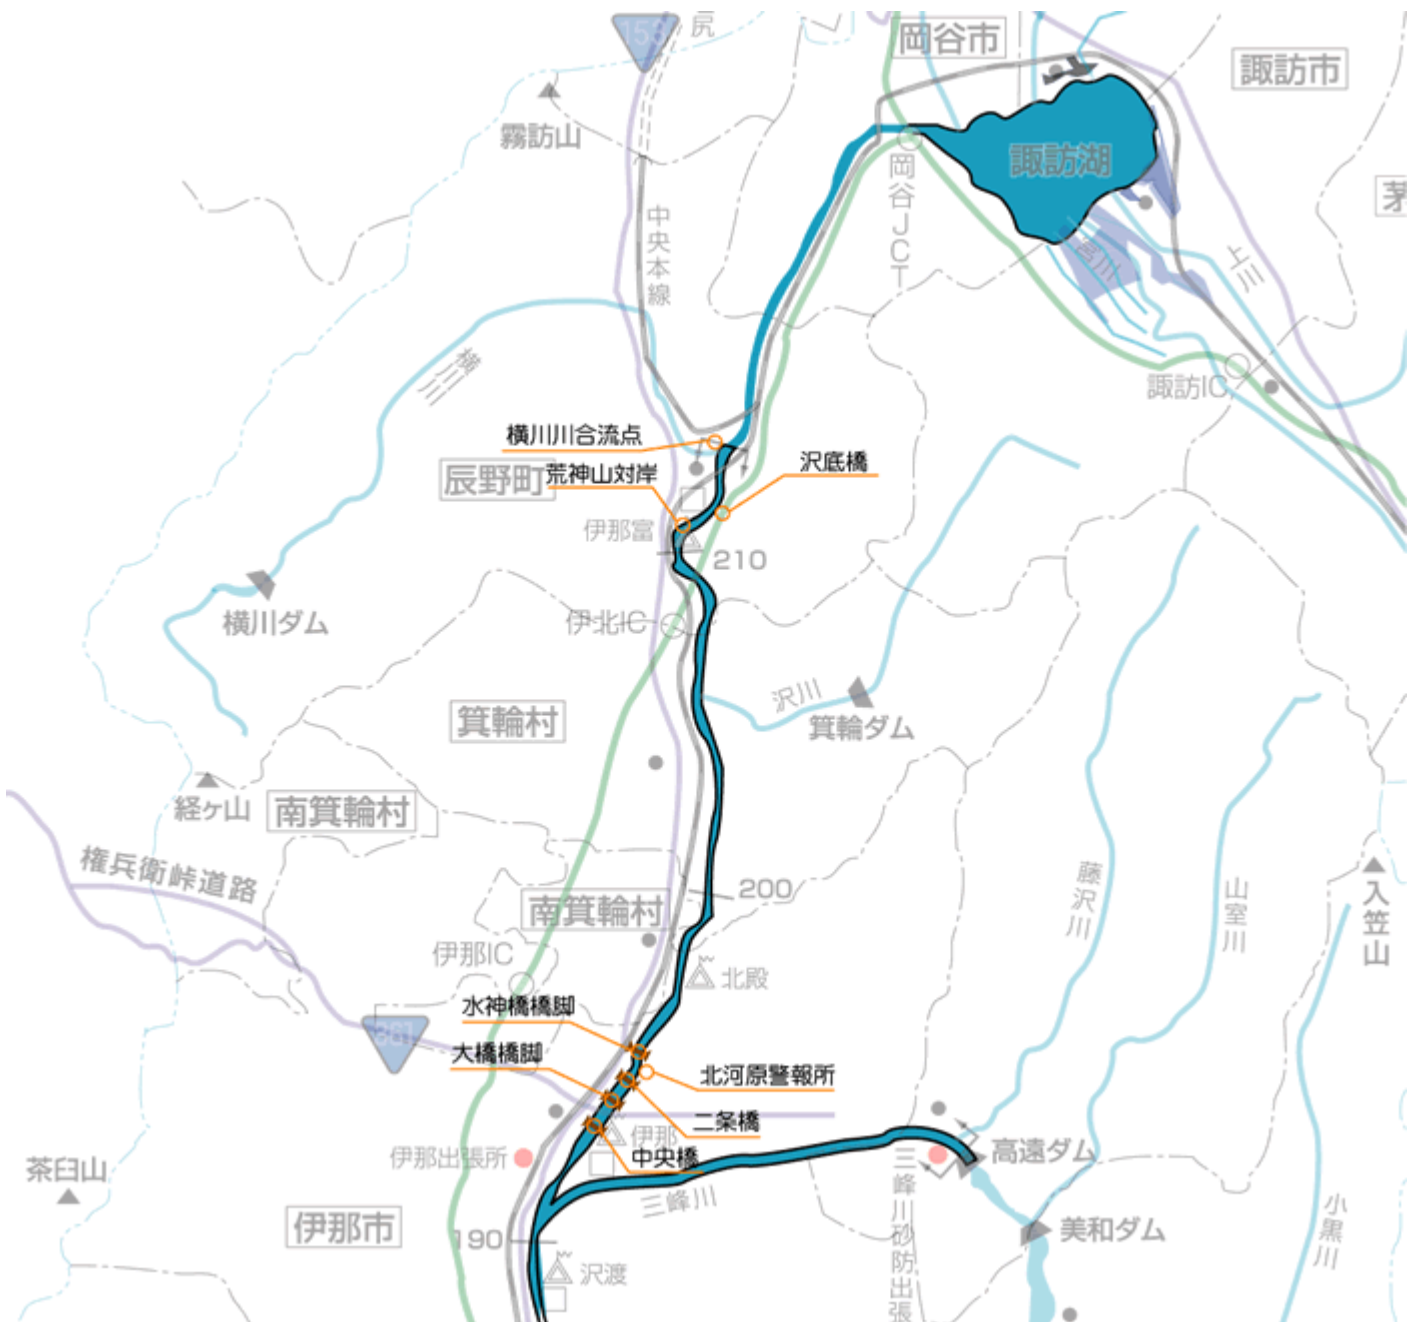 153
尻
岡谷市
諏訪市
霧訪山
諏訪湖
岡谷JCT
茅
中央本線
宮川
上川
横川川
諏訪IC
横川川合流点
沢底橋
辰野町
荒神山対岸
伊那富
210
横川ダム
伊北IC
沢川
箕輪村
箕輪ダム
経ヶ山
南箕輪村
権兵衛峠道路
200
藤沢川
山室川
入笠山
南箕輪村
伊那IC
北殿
水神橋橋脚
361
大橋橋脚
北河原警報所
二条橋
伊那
中央橋
伊那出張所
高遠ダム
茶臼山
三峰川
三峰川砂防出張
小黒川
伊那市
190
美和ダム
沢渡